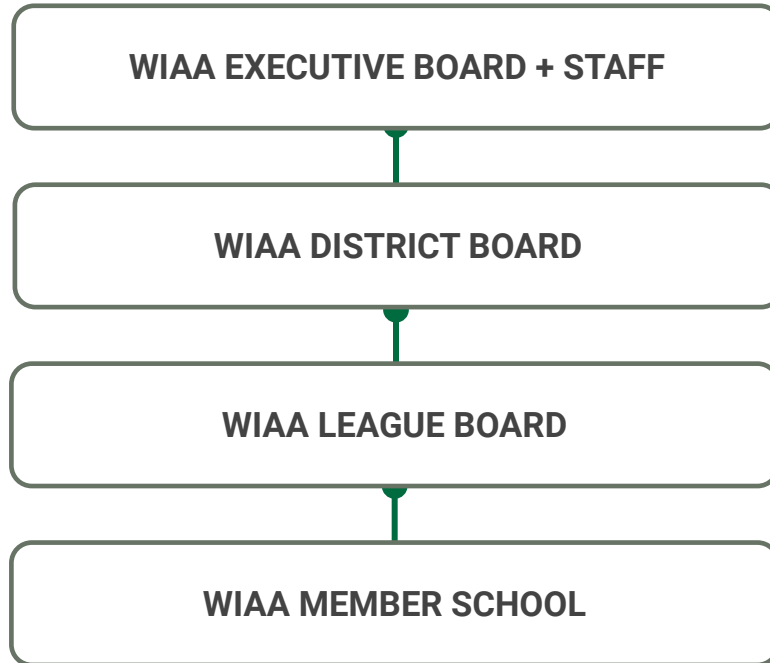 WIAA EXECUTIVE BOARD + STAFF
WIAA DISTRICT BOARD
WIAA LEAGUE BOARD
WIAA MEMBER SCHOOL